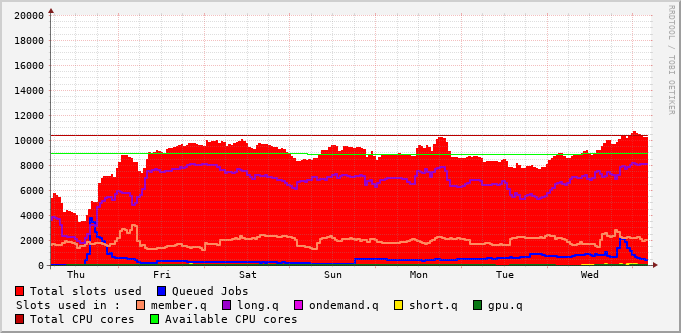 RRDTOOL / TOBI OETIKER
20000
18000
16000
14000
12000
10000
8000
6000
4000
2000
0
Thu Fri Sat Sun Mon Tue Wed
Total slots used Queued Jobs
Slots used in : member.q long.q ondemand.q short.q gpu.q
Total CPU cores Available CPU cores